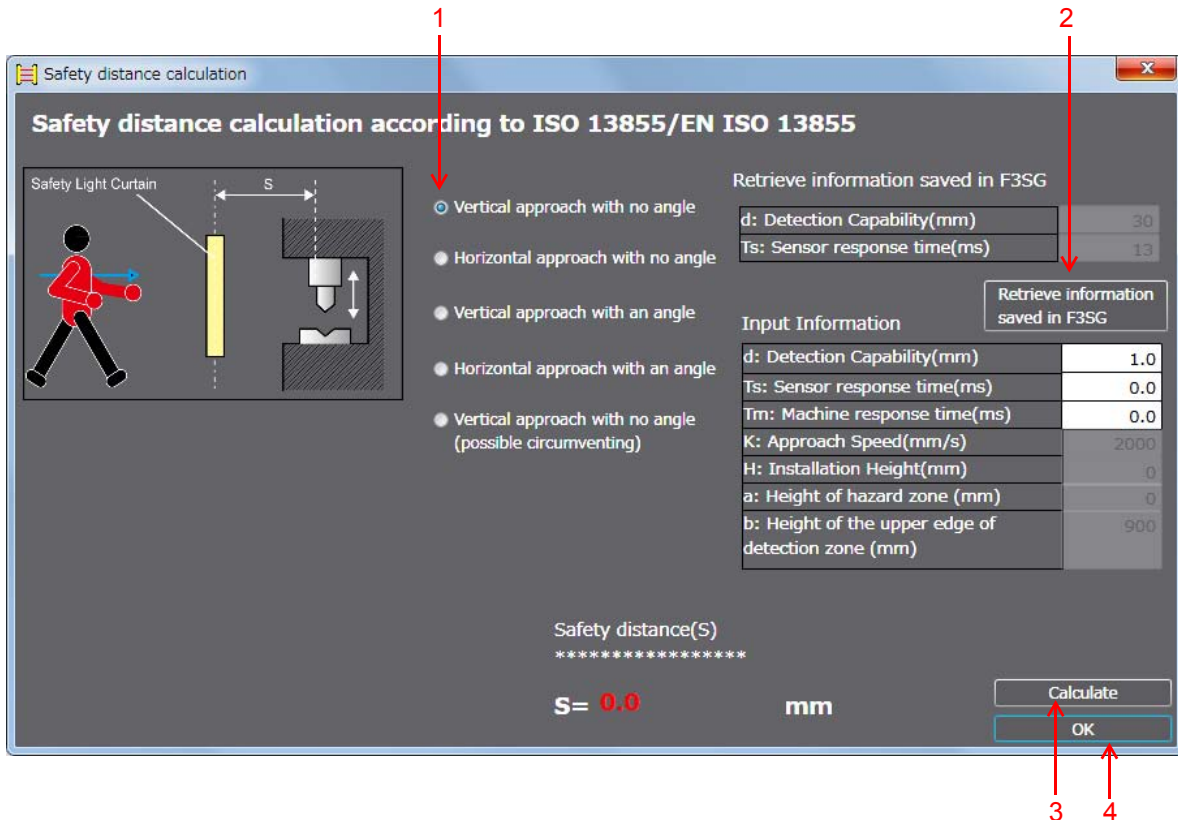 1
2
Safety distance calculation
x
Safety distance calculation according to ISO 13855/EN ISO 13855
Safety Light Curtain
S
Vertical approach with no angle
Horizontal approach with no angle
Vertical approach with an angle
Horizontal approach with an angle
Vertical approach with no angle
(possible circumventing)
Retrieve information saved in F3SG
d: Detection Capability(mm) 30
Ts: Sensor response time(ms) 13
Retrieve information
saved in F3SG
Input Information
d: Detection Capability(mm) 1.0
Ts: Sensor response time(ms) 0.0
Tm: Machine response time(ms) 0.0
K: Approach Speed(mm/s) 2000
H: Installation Height(mm) 0
a: Height of hazard zone (mm) 0
b: Height of the upper edge of 900
detection zone (mm)
Safety distance(S)
*****************
S= 0.0 mm
Calculate
OK
3
4